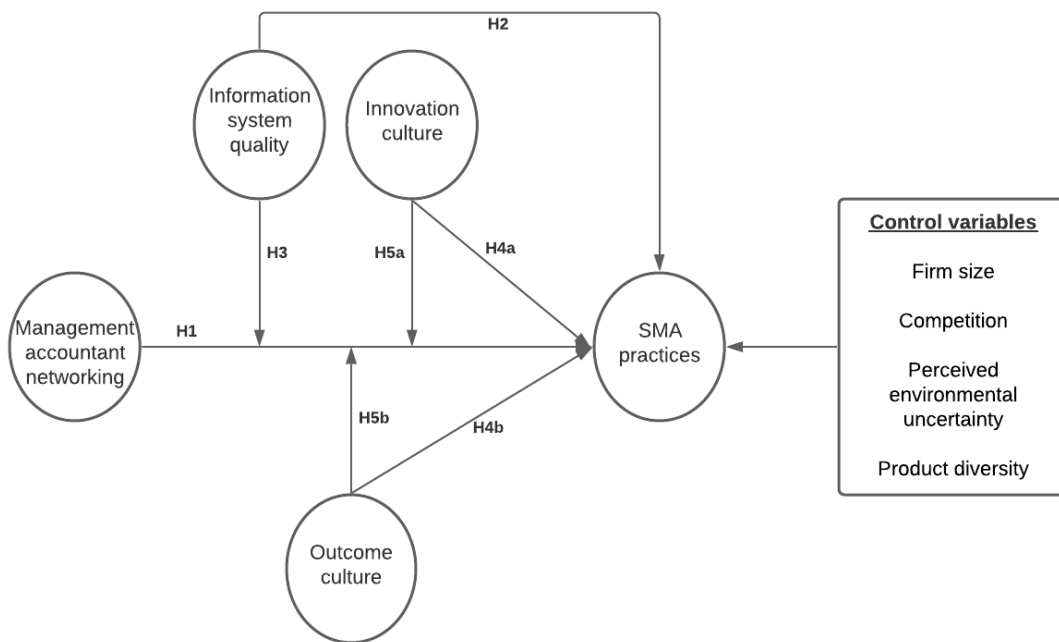 H2
Information
system
quality
Innovation
culture
H3
H5a
H4a
Management
accountant
networking
H1
SMA
practices
H5b
H4b
Outcome
culture
Control variables
Firm size
Competition
Perceived
environmental
uncertainty
Product diversity